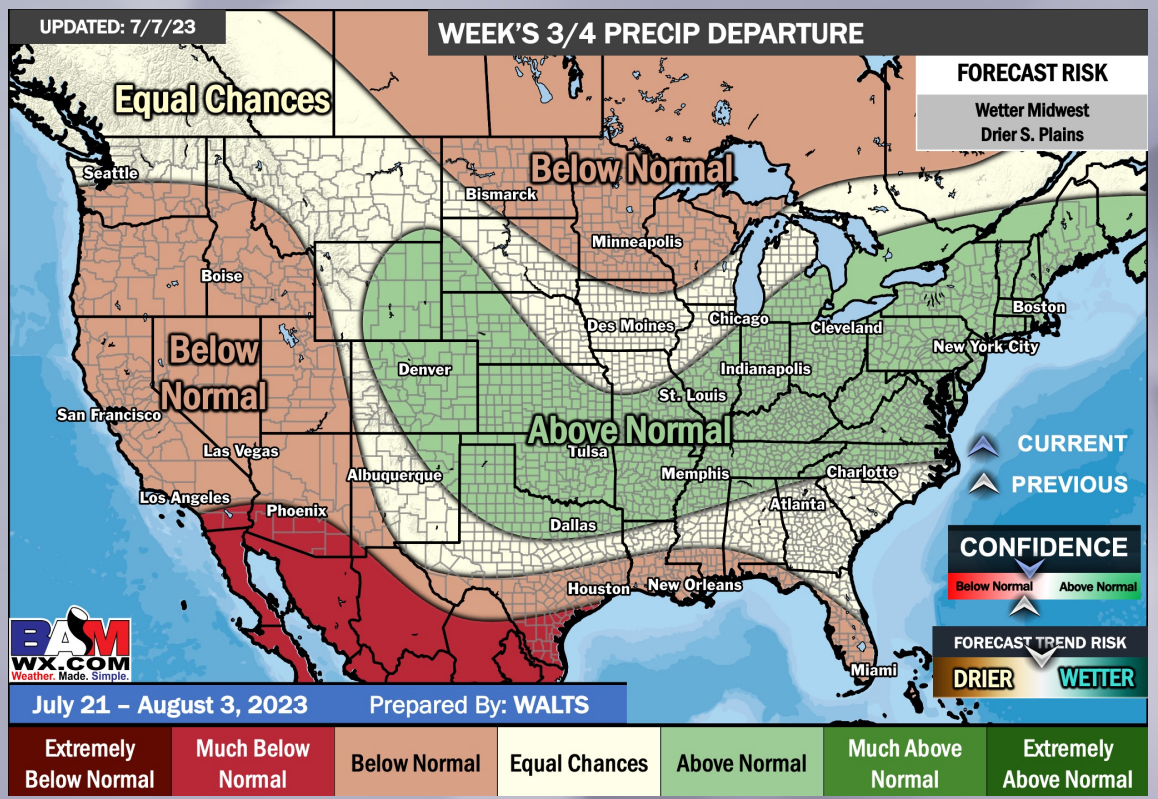 UPDATED: 7/7/23
WEEK'S 3/4 PRECIP DEPARTURE
FORECAST RISK
Wetter Midwest
Drier S. Plains
Equal Chances
Below Normal
Seattle
Bismarck
Minneapolis
Boise
Boston
Des Moines
Chicago
Cleveland
New York City
Below
Normal
Denver
Indianapolis
St. Louis
San Francisco
Above Normal
Las Vegas
Tulsa
CURRENT
Albuquerque
Memphis
Charlotte
PREVIOUS
Los Angeles
Phoenix
Atlanta
Dallas
CONFIDENCE
Below Normal Above Normal
Houston
New Orleans
FORECAST TREND RISK
DRIER WETTER
Miami
BAM
WX.COM
Weather. Made. Simple.
July 21 – August 3, 2023 Prepared By: WALTS
Extremely
Below Normal
Much Below
Normal
Below Normal
Equal Chances
Above Normal
Much Above
Normal
Extremely
Above Normal